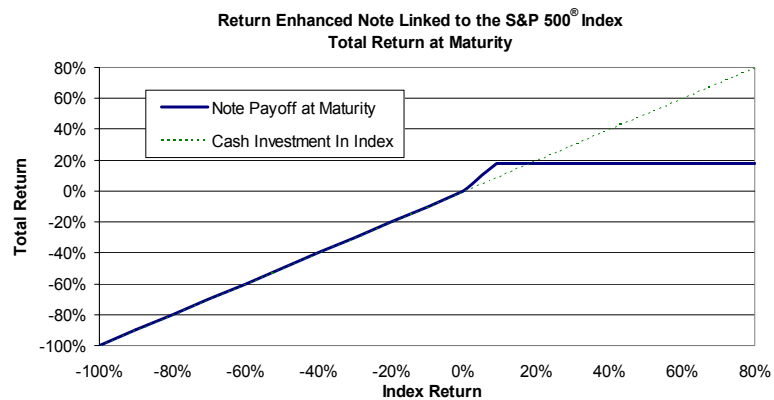 Return Enhanced Note Linked to the S&P 500® Index
Total Return at Maturity
80%
60%
40%
20%
0%
-20%
-40%
-60%
-80%
-100%
Note Payoff at Maturity
Cash Investment In Index
Total Return
-100% -80% -60% -40% -20% 0% 20% 40% 60% 80%
Index Return